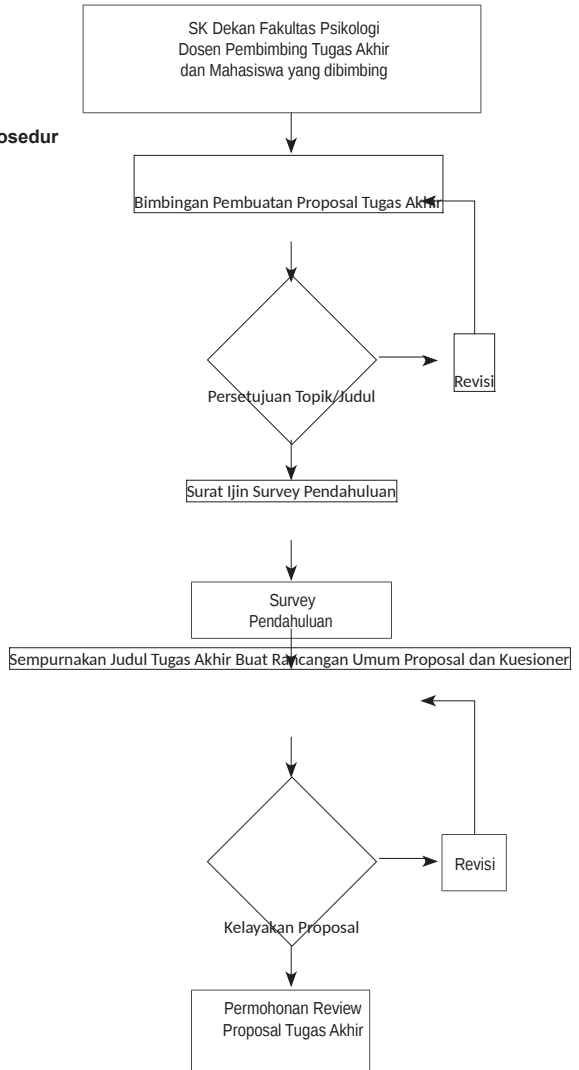 SK Dekan Fakultas Psikologi
Dosen Pembimbing Tugas Akhir
dan Mahasiswa yang dibimbing
osedur
Bimbingan Pembuatan Proposal Tugas Akhir
Revisi
Persetujuan Topik/Judul
Surat Ijin Survey Pendahuluan
Survey
Pendahuluan
Sempurnakan Judul Tugas Akhir Buat Rancangan Umum Proposal dan Kuesioner
Revisi
Kelayakan Proposal
Permohonan Review
Proposal Tugas Akhir